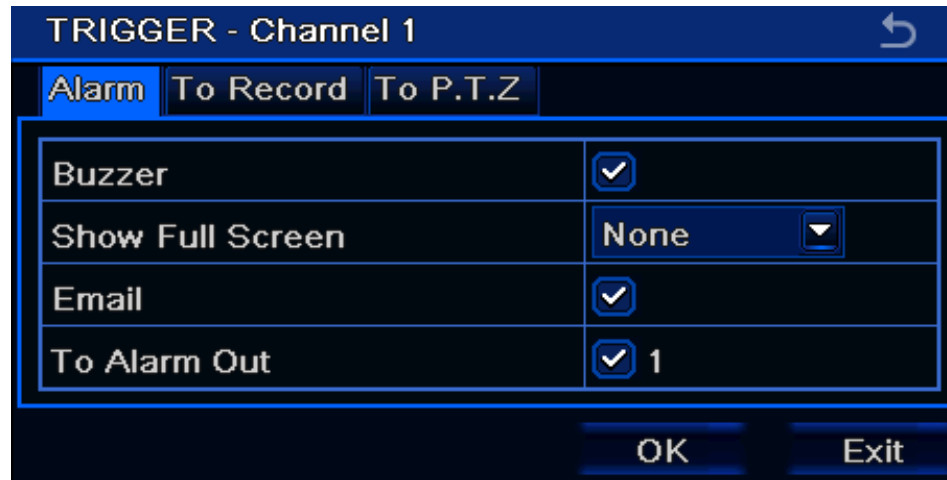 TRIGGER - Channel 1
Alarm To Record To P.T.Z
Buzzer
Show Full Screen None
Email
To Alarm Out 1
OK Exit